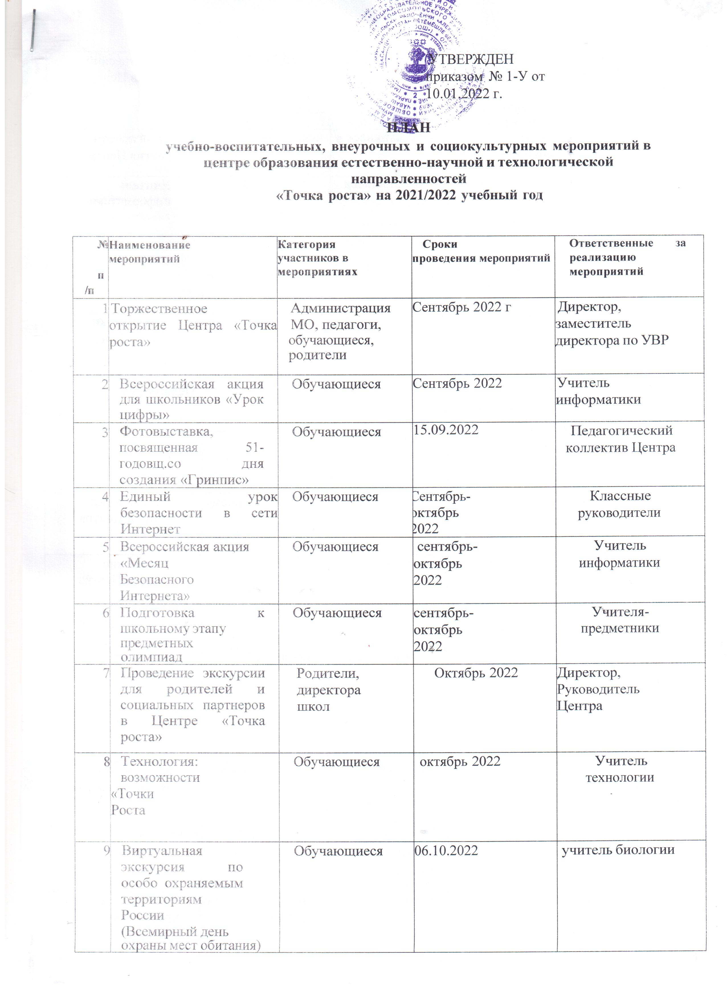 УТВЕРЖДЕН
приказом № 1-У от
10.01.2022 г.
ПЛАН
учебно-воспитательных, внеурочных и социокультурных мероприятий в
центре образования естественно-научной и технологической
направленностей
«Точка роста» на 2021/2022 учебный год
№
п
/п
Наименование
мероприятий
Категория
участников в
мероприятиях
Сроки
проведения мероприятий
Ответственные за
реализацию
мероприятий
1
Торжественное
открытие Центра «Точка
роста»
Администрация
МО, педагоги,
обучающиеся,
родители
Сентябрь 2022 г
Директор,
заместитель
директора по УВР
2
Всероссийская акция
для школьников «Урок
цифры»
Обучающиеся
Сентябрь 2022
Учитель
информатики
3
Фотовыставка,
посвященная 51-
годовщ.со дня
создания «Гринпис»
Обучающиеся
15.09.2022
Педагогический
коллектив Центра
4
Единый урок
безопасности в сети
Интернет
Обучающиеся
Сентябрь-
октябрь
2022
Классные
руководители
5
Всероссийская акция
«Месяц
Безопасного
Интернета»
Обучающиеся
сентябрь-
октябрь
2022
Учитель
информатики
6
Подготовка к
школьному этапу
предметных
олимпиад
Обучающиеся
сентябрь-
октябрь
2022
Учителя-
предметники
7
Проведение экскурсии
для родителей и
социальных партнеров
в Центре «Точка
роста»
Родители,
директора
школ
Октябрь 2022
Директор,
Руководитель
Центра
8
Технология:
возможности
«Точки
Роста
Обучающиеся
октябрь 2022
Учитель
технологии
9
Виртуальная
экскурсия по
особо охраняемым
территориям
России
(Всемирный день
охраны мест обитания)
Обучающиеся
06.10.2022
учитель биологии